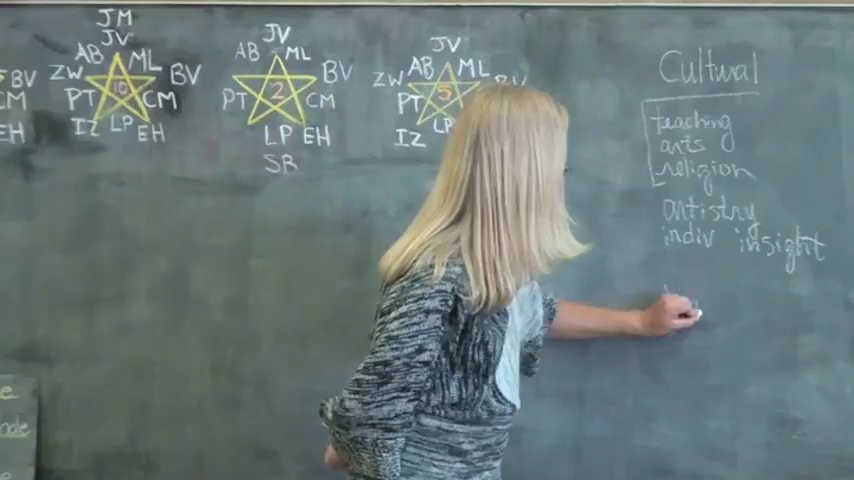 JM
JV
AB ML
ZW 10 BV
PT CM
IZ LP EH
JV
AB ML
BV
PT 2 CM
LP EH
SB
JV
AB ML
ZW BV
PT 5
IZ LP
BV
CM
EH
Cultural
teaching
arts
religion
artistry
indiv insight